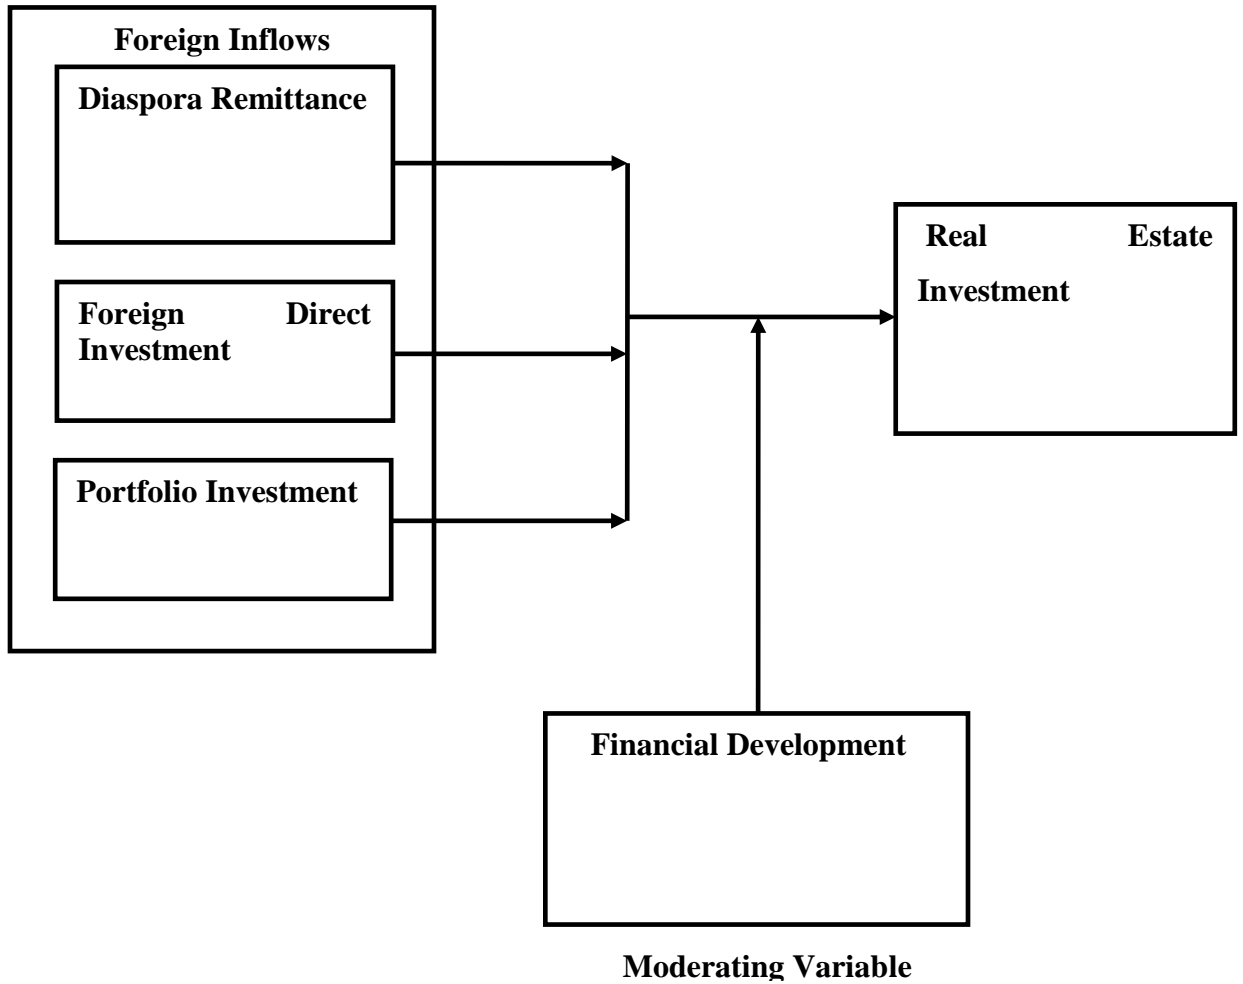 Foreign Inflows
Diaspora Remittance
Foreign Direct
Investment
Portfolio Investment
Real Estate
Investment
Financial Development
Moderating Variable